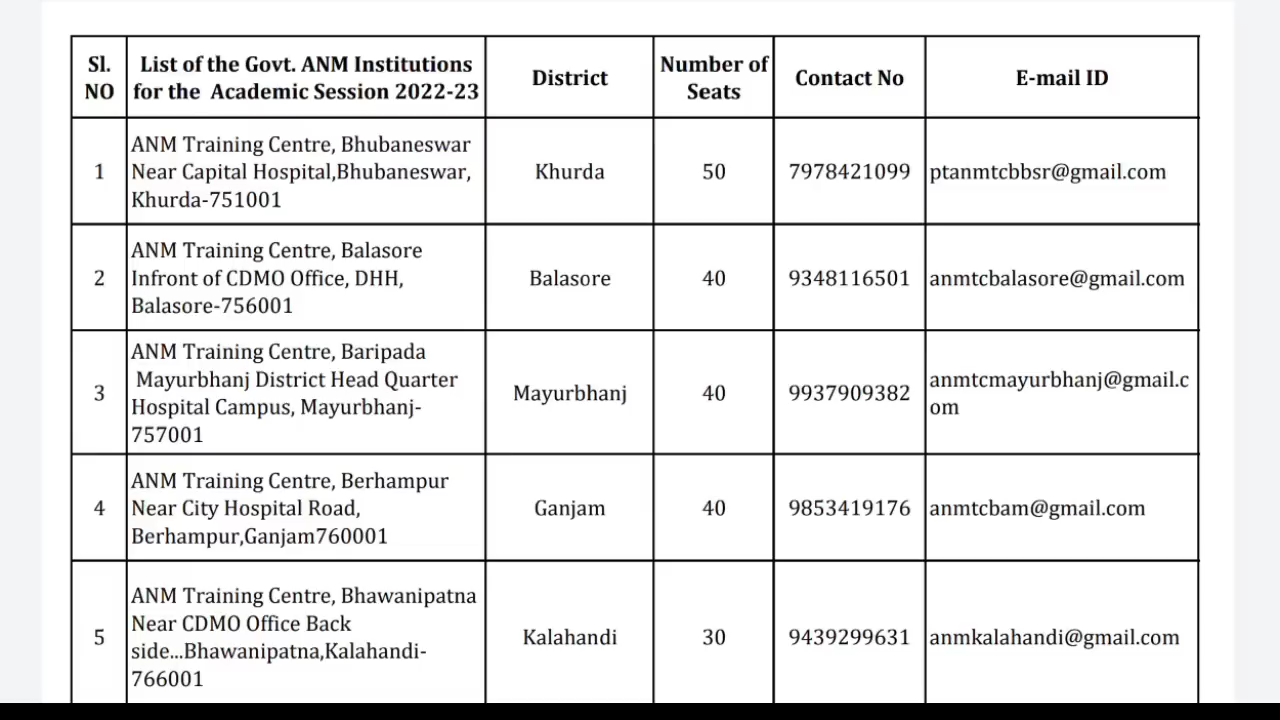 Sl. NO
List of the Govt. ANM Institutions
for the Academic Session 2022-23
District
Number of
Seats
Contact No
E-mail ID
1
ANM Training Centre, Bhubaneswar
Near Capital Hospital,Bhubaneswar,
Khurda-751001
Khurda
50
7978421099
ptanmtcbbsr@gmail.com
2
ANM Training Centre, Balasore
Infront of CDMO Office, DHH,
Balasore-756001
Balasore
40
9348116501
anmtcbalasore@gmail.com
3
ANM Training Centre, Baripada
Mayurbhanj District Head Quarter
Hospital Campus, Mayurbhanj-
757001
Mayurbhanj
40
9937909382
anmtcmayurbhanj@gmail.c
om
4
ANM Training Centre, Berhampur
Near City Hospital Road,
Berhampur,Ganjam760001
Ganjam
40
9853419176
anmtcbam@gmail.com
5
ANM Training Centre, Bhawanipatna
Near CDMO Office Back
side...Bhawanipatna,Kalahandi-
766001
Kalahandi
30
9439299631
anmkalahandi@gmail.com